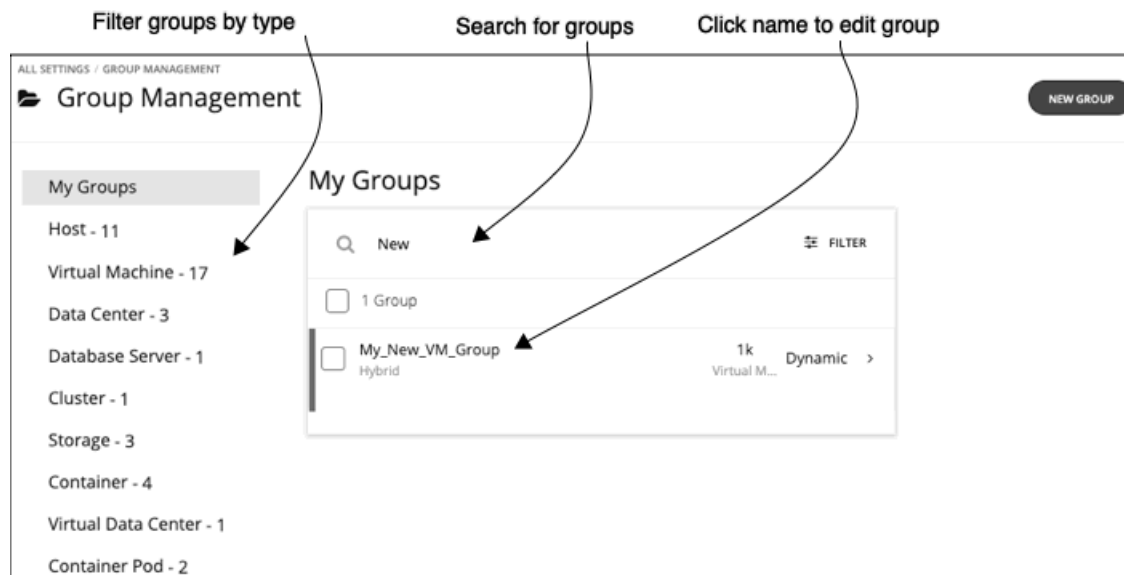 Filter groups by type
Search for groups
Click name to edit group
ALL SETTINGS / GROUP MANAGEMENT
Group Management
NEW GROUP
My Groups
Host - 11
Virtual Machine - 17
Data Center - 3
Database Server - 1
Cluster - 1
Storage - 3
Container - 4
Virtual Data Center - 1
Container Pod - 2
My Groups
New
FILTER
1 Group
My_New_VM_Group
Hybrid
1k
Virtual M...
Dynamic